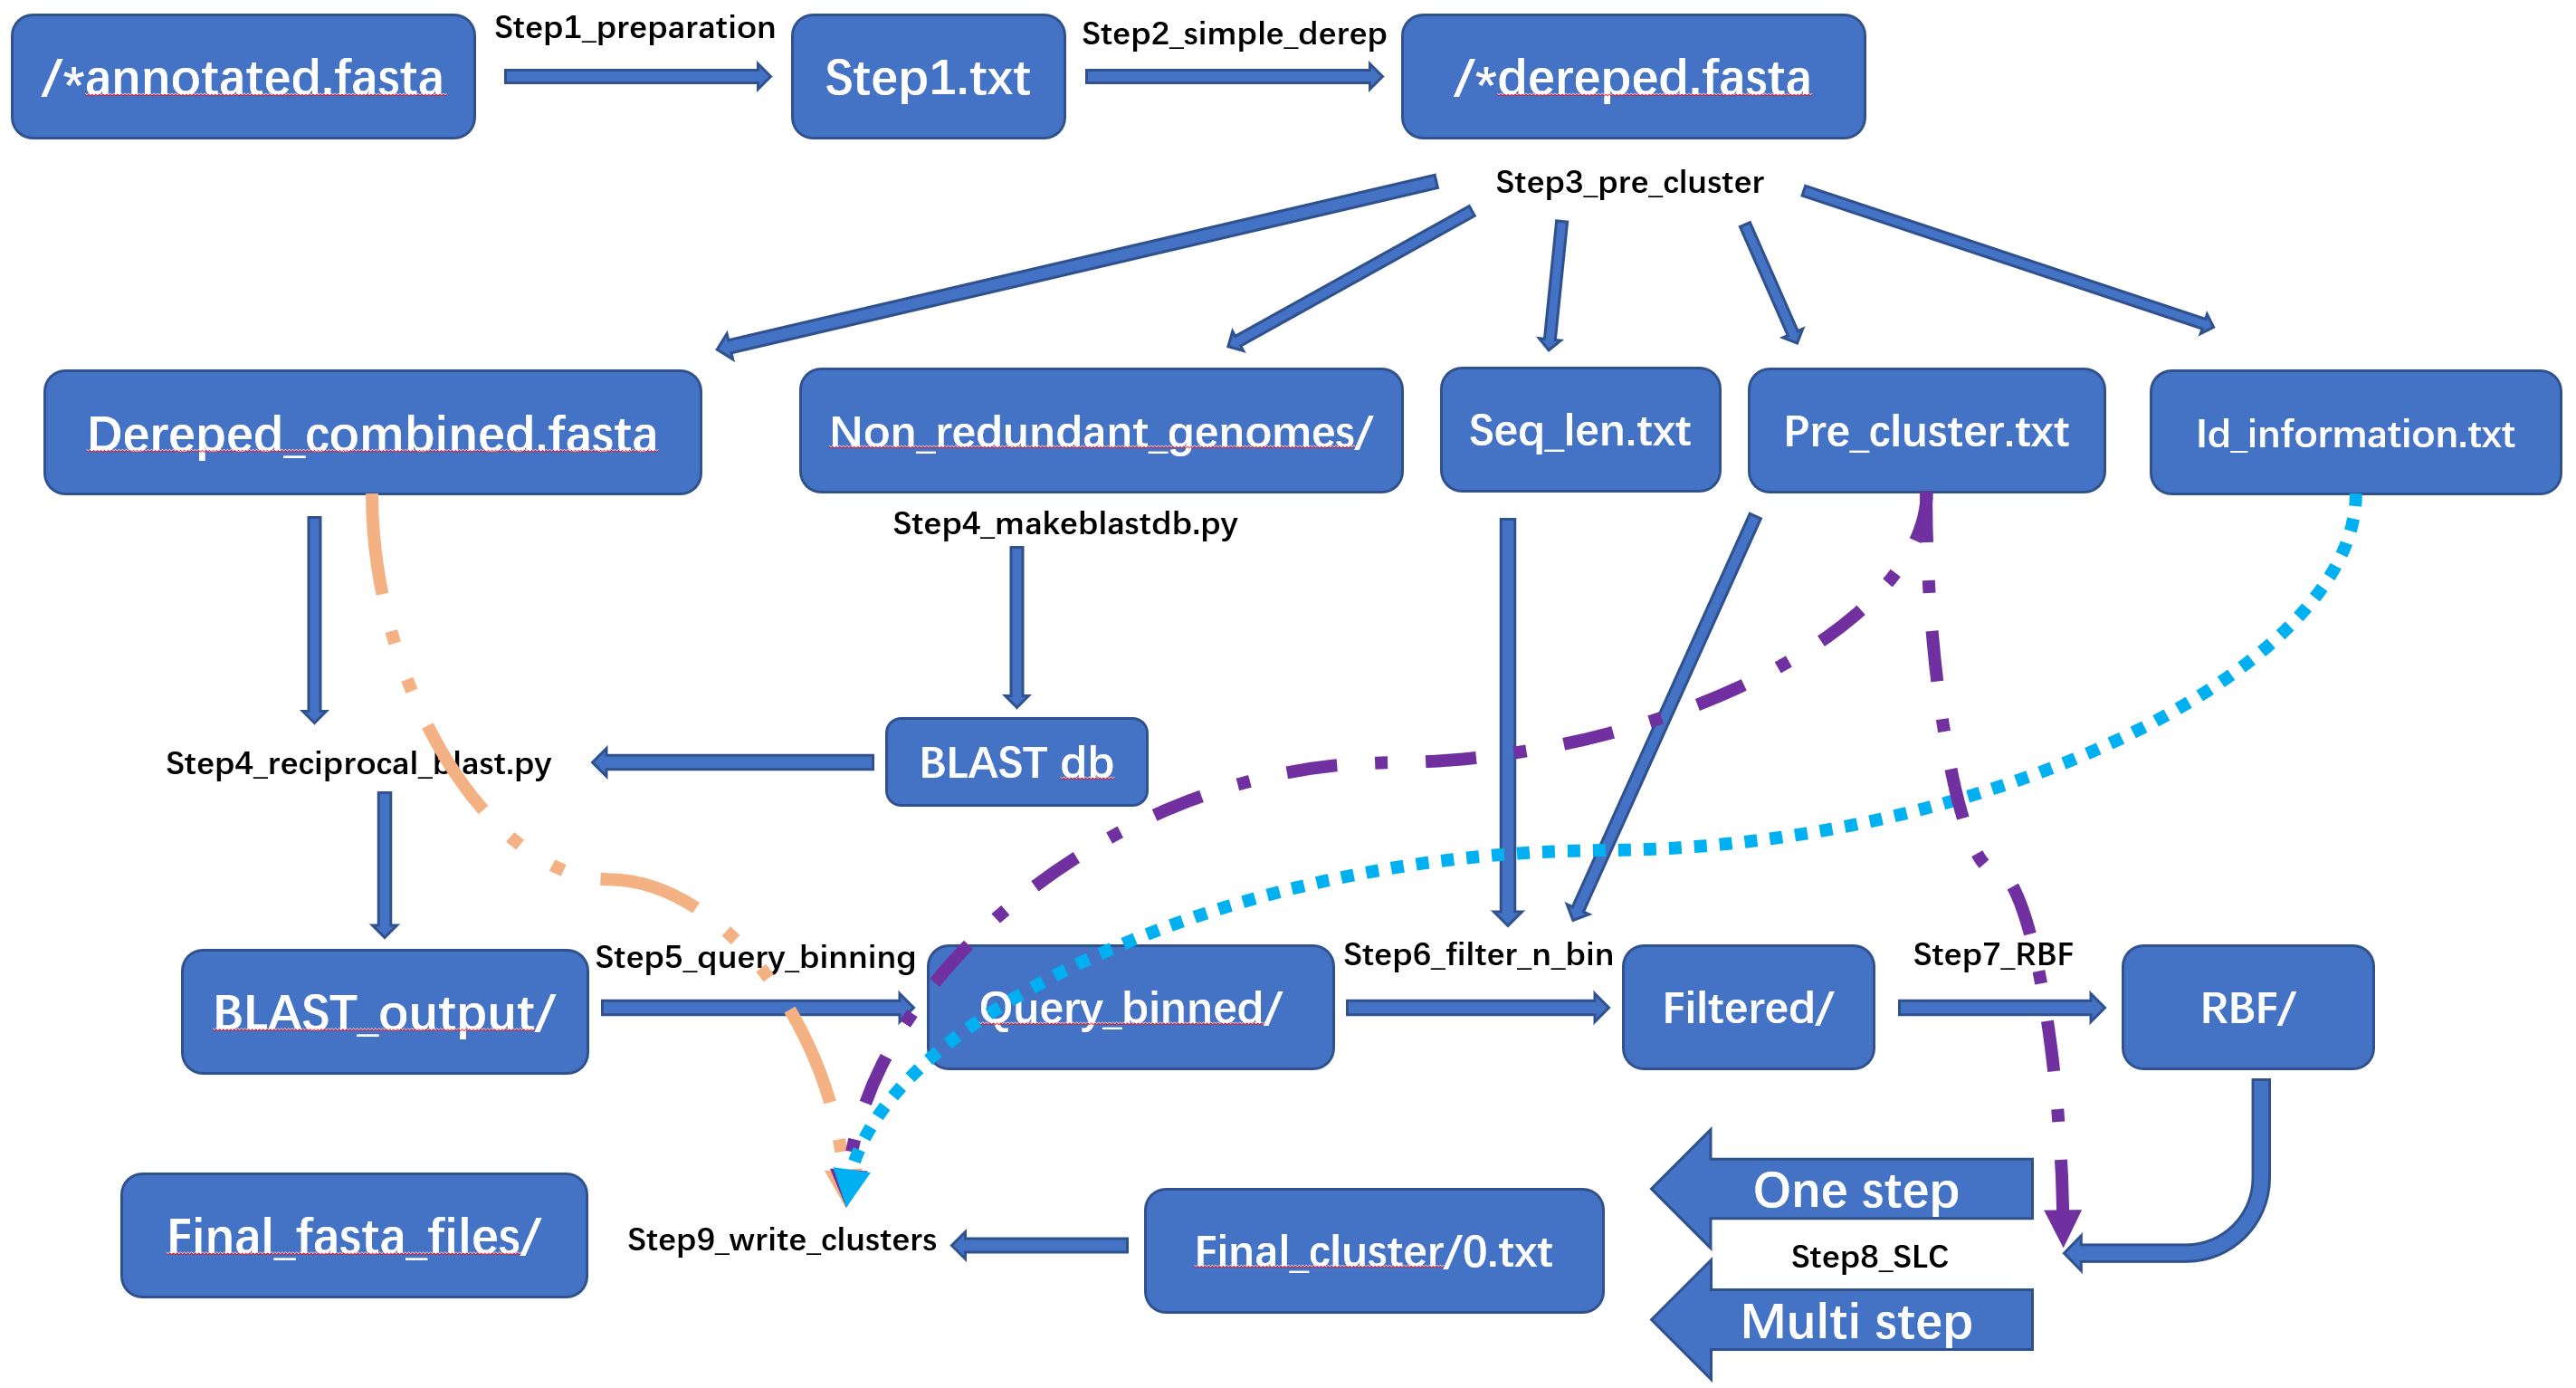 Step1_preparation
Step2_simple_derep
/*annotated.fasta
Step1.txt
/*dereped.fasta
Step3_pre_cluster
Dereped_combined.fasta
Non_redundant_genomes/
Seq_len.txt
Pre_cluster.txt
Id_information.txt
Step4_makeblastdb.py
Step4_reciprocal_blast.py
BLAST db
Step5_query_binning
Step6_filter_n_bin
Step7_RBF
BLAST_output/
Query_binned/
Filtered/
RBF/
One step
Final_fasta_files/
Step9_write_clusters
Final_cluster/0.txt
Step8_SLC
Multi step